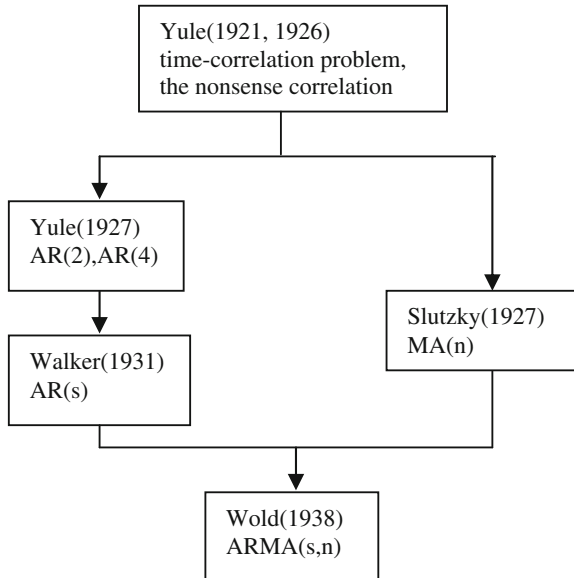 Yule(1921, 1926)
time-correlation problem,
the nonsense correlation
Yule(1927)
AR(2),AR(4)
Slutzky(1927)
MA(n)
Walker(1931)
AR(s)
Wold(1938)
ARMA(s,n)